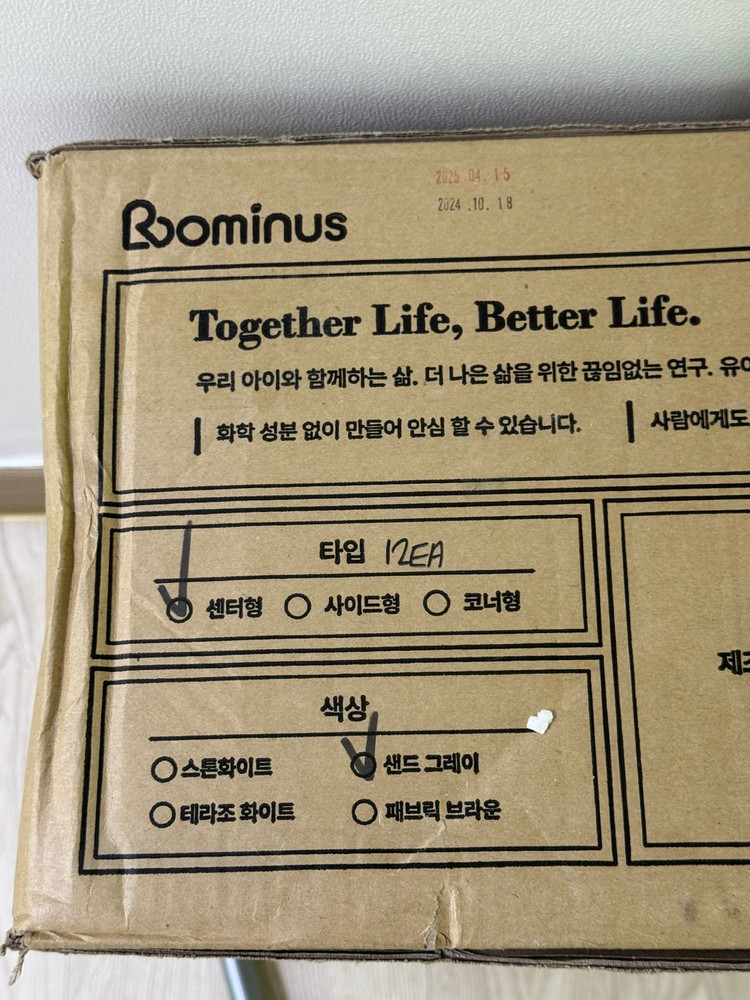 2025 .04. 15
2024 .10. 18
Roominus
Together Life, Better Life.
우리 아이와 함께하는 삶. 더 나은 삶을 위한 끊임없는 연구. 유아
화학 성분 없이 만들어 안심 할 수 있습니다. 사람에게도
타입 12EA
센터형 사이드형 코너형
색상
스톤화이트 샌드 그레이
테라조 화이트 패브릭 브라운
제조